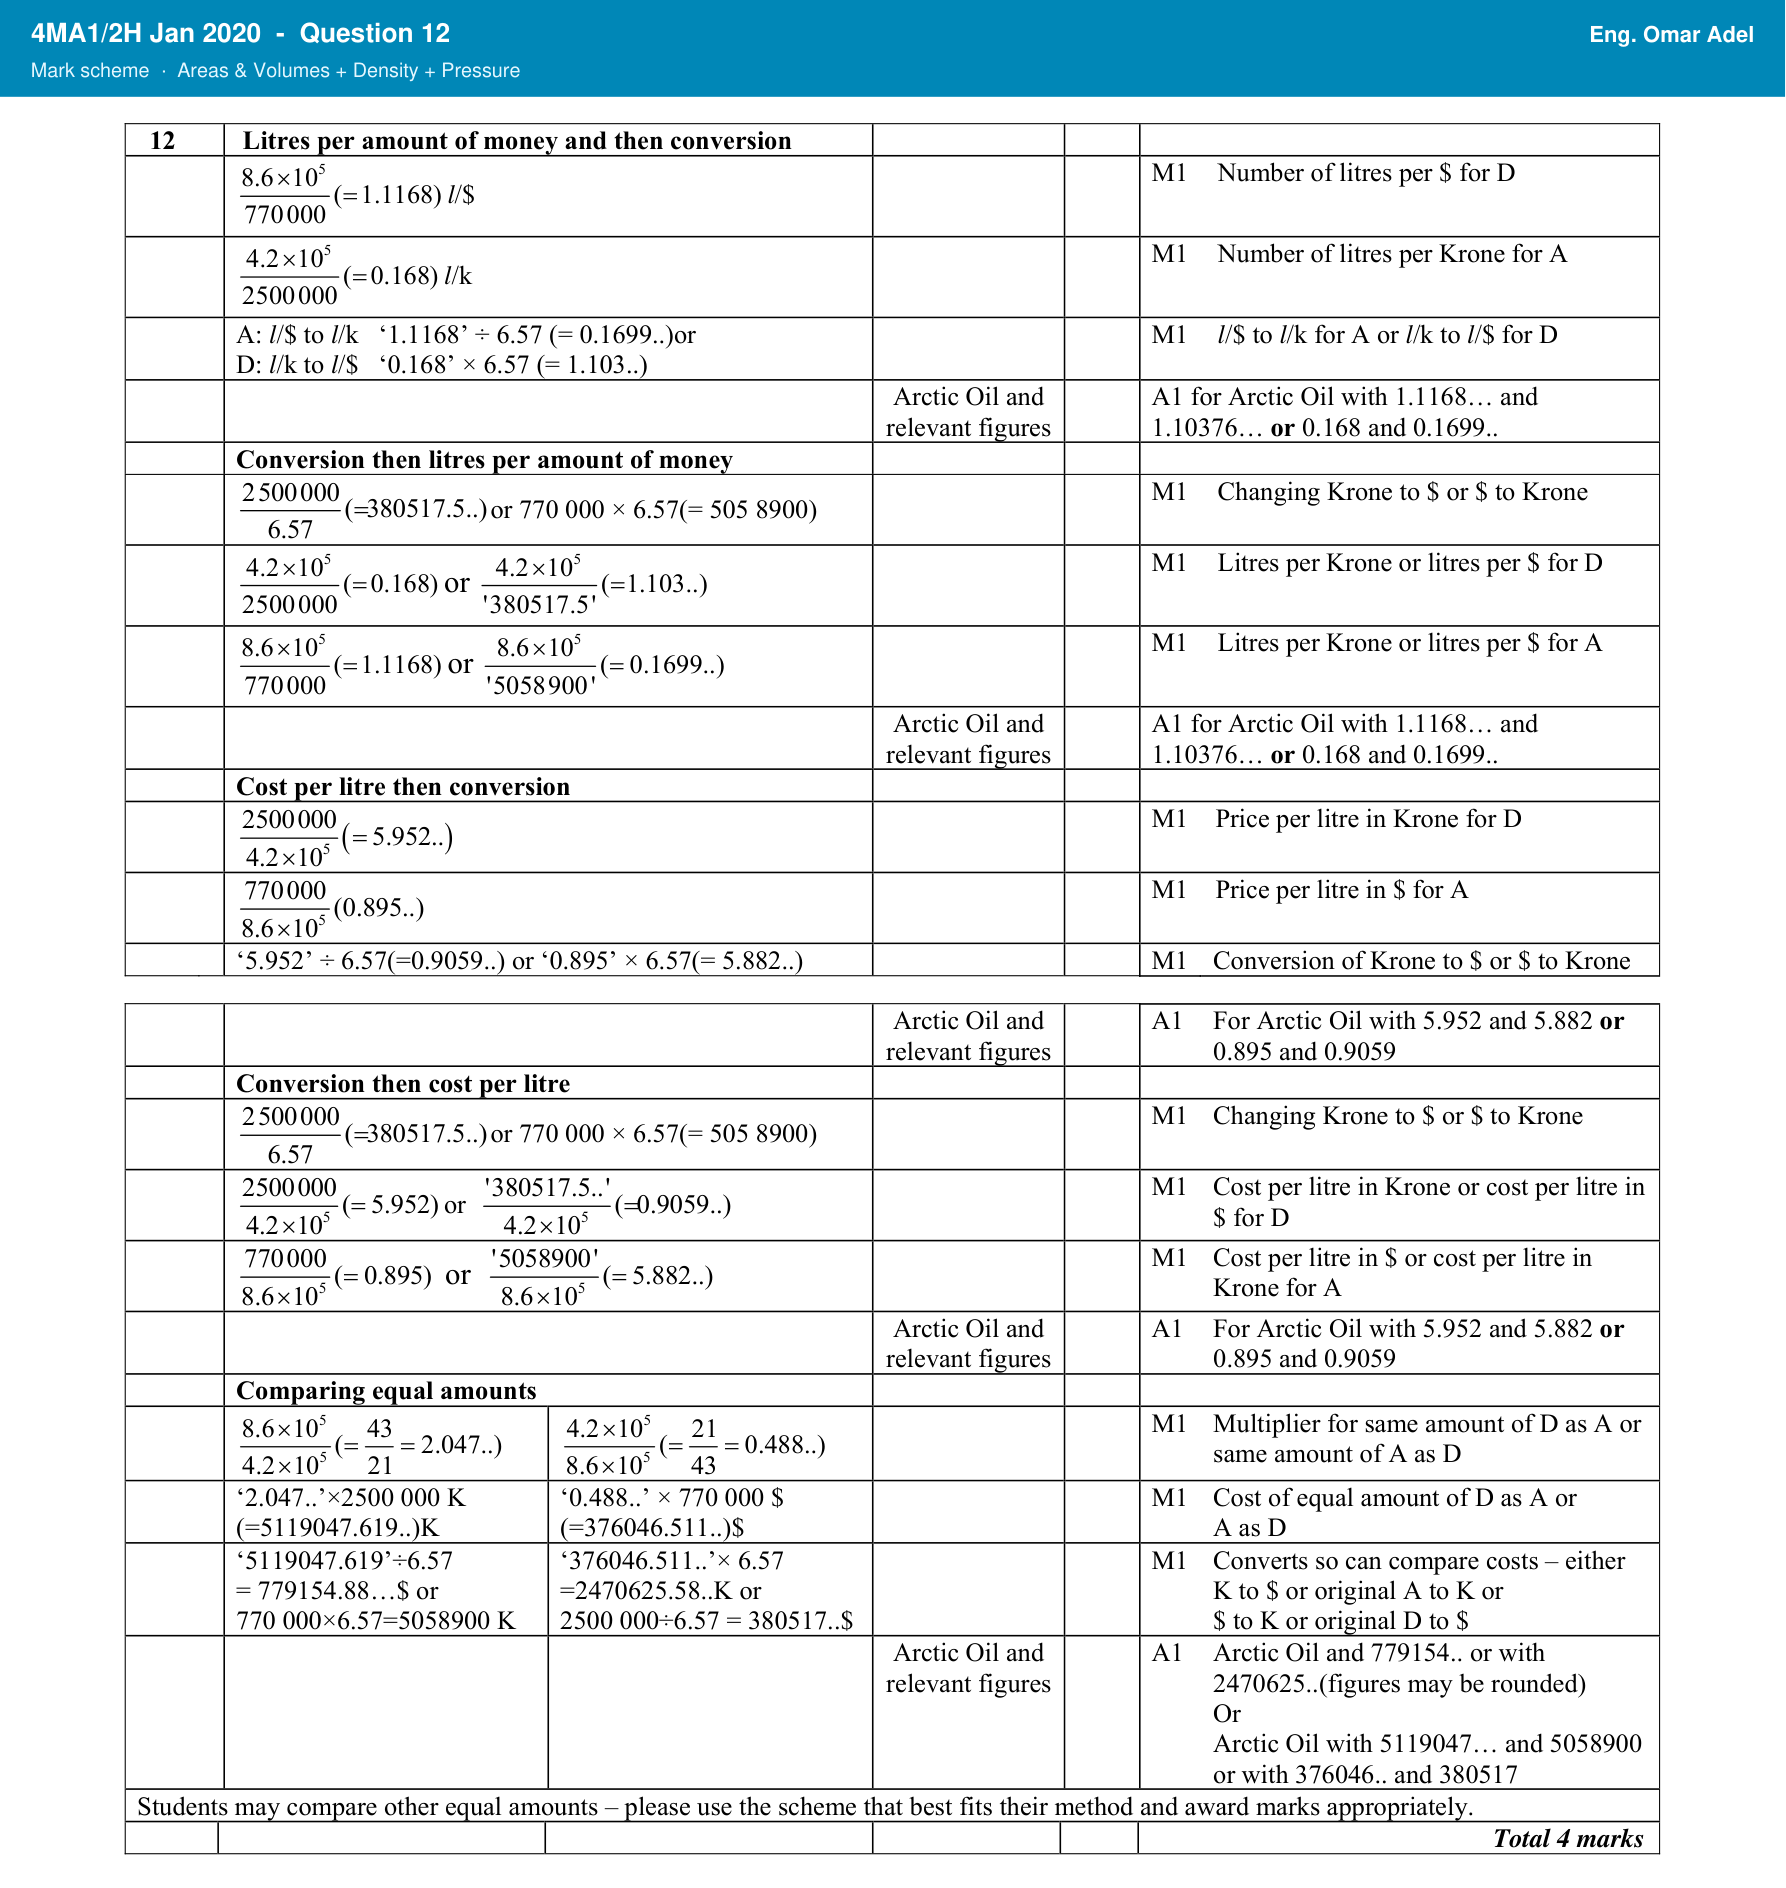 4MA1/2H Jan 2020 - Question 12
Eng. Omar Adel
Mark scheme · Areas & Volumes + Density + Pressure
12 Litres per amount of money and then conversion
8.6×10⁵/770000 (=1.1168) l/$ M1 Number of litres per $ for D
4.2×10⁵/2500000 (=0.168) l/k M1 Number of litres per Krone for A
A: l/$ to l/k ‘1.1168’ ÷ 6.57 (= 0.1699..)or M1 l/$ to l/k for A or l/k to l/$ for D
D: l/k to l/$ ‘0.168’ × 6.57 (= 1.103..)
Arctic Oil and A1 for Arctic Oil with 1.1168… and
relevant figures 1.10376… or 0.168 and 0.1699..
Conversion then litres per amount of money
2500000/6.57 (=380517.5..) or 770 000 × 6.57(= 505 8900) M1 Changing Krone to $ or $ to Krone
4.2×10⁵/2500000 (=0.168) or 4.2×10⁵/'380517.5' (=1.103..) M1 Litres per Krone or litres per $ for D
8.6×10⁵/770000 (=1.1168) or 8.6×10⁵/'5058900' (= 0.1699..) M1 Litres per Krone or litres per $ for A
Arctic Oil and A1 for Arctic Oil with 1.1168… and
relevant figures 1.10376… or 0.168 and 0.1699..
Cost per litre then conversion
2500000/4.2×10⁵ (= 5.952..) M1 Price per litre in Krone for D
770000/8.6×10⁵ (0.895..) M1 Price per litre in $ for A
‘5.952’ ÷ 6.57(=0.9059..) or ‘0.895’ × 6.57(= 5.882..) M1 Conversion of Krone to $ or $ to Krone
Arctic Oil and A1 For Arctic Oil with 5.952 and 5.882 or
relevant figures 0.895 and 0.9059
Conversion then cost per litre
2500000/6.57 (=380517.5..) or 770 000 × 6.57(= 505 8900) M1 Changing Krone to $ or $ to Krone
2500000/4.2×10⁵ (= 5.952) or '380517.5..'/4.2×10⁵ (=0.9059..) M1 Cost per litre in Krone or cost per litre in
$ for D
770000/8.6×10⁵ (= 0.895) or '5058900'/8.6×10⁵ (= 5.882..) M1 Cost per litre in $ or cost per litre in
Krone for A
Arctic Oil and A1 For Arctic Oil with 5.952 and 5.882 or
relevant figures 0.895 and 0.9059
Comparing equal amounts
8.6×10⁵/4.2×10⁵ (= 43/21 = 2.047..) 4.2×10⁵/8.6×10⁵ (= 21/43 = 0.488..) M1 Multiplier for same amount of D as A or
same amount of A as D
‘2.047..’×2500 000 K ‘0.488..’ × 770 000 $ M1 Cost of equal amount of D as A or
(=5119047.619..)K (=376046.511..)$ A as D
‘5119047.619’÷6.57 ‘376046.511..’× 6.57 M1 Converts so can compare costs – either
= 779154.88…$ or =2470625.58..K or K to $ or original A to K or
770 000×6.57=5058900 K 2500 000÷6.57 = 380517..$ $ to K or original D to $
Arctic Oil and A1 Arctic Oil and 779154.. or with
relevant figures 2470625..(figures may be rounded)
Or
Arctic Oil with 5119047… and 5058900
or with 376046.. and 380517
Students may compare other equal amounts – please use the scheme that best fits their method and award marks appropriately.
Total 4 marks